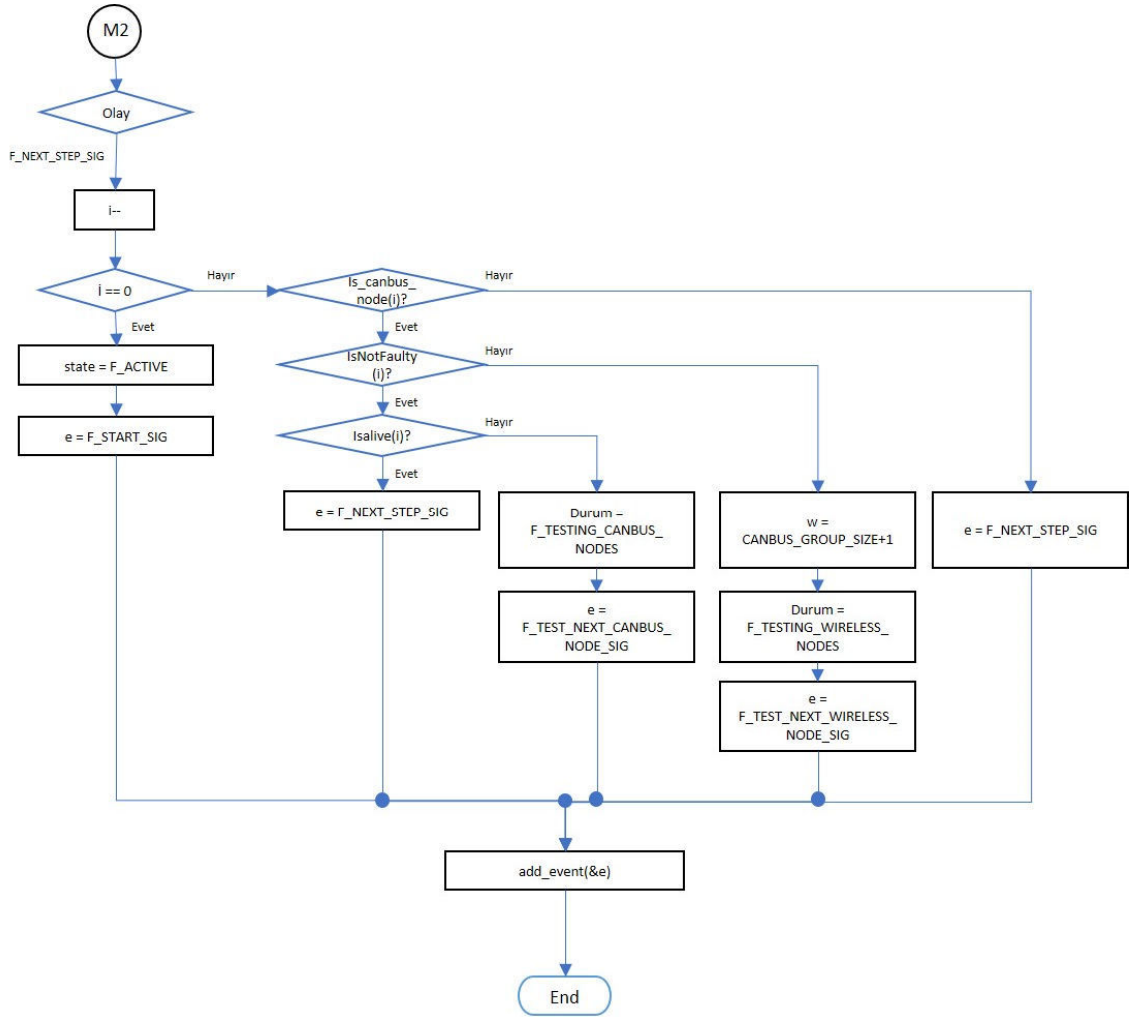 M2
Olay
F_NEXT_STEP_SIG
i--
İ == 0
Hayır
Evet
state = F_ACTIVE
e = F_START_SIG
Is_canbus_
node(i)?
Hayır
Evet
IsNotFaulty
(i)?
Hayır
Evet
Isalive(i)?
Hayır
Evet
e = F_NEXT_STEP_SIG
Durum =
F_TESTING_CANBUS_
NODES
e =
F_TEST_NEXT_CANBUS_
NODE_SIG
w =
CANBUS_GROUP_SIZE+1
Durum =
F_TESTING_WIRELESS_
NODES
e =
F_TEST_NEXT_WIRELESS_
NODE_SIG
e = F_NEXT_STEP_SIG
add_event(&e)
End